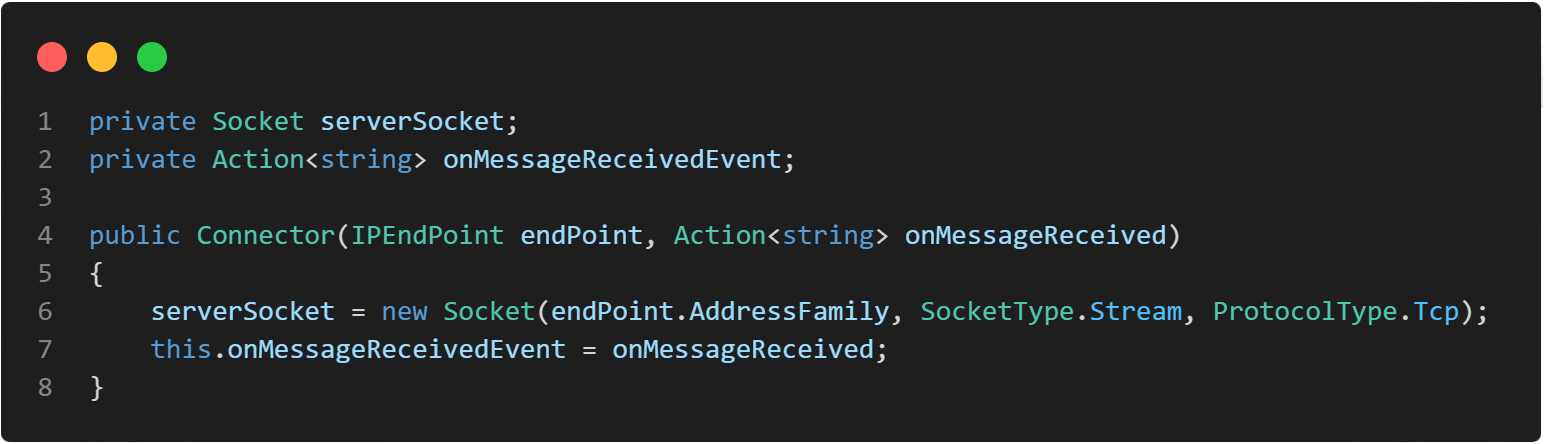 1 private Socket serverSocket;
2 private Action<string> onMessageReceivedEvent;
3
4 public Connector(IPEndPoint endPoint, Action<string> onMessageReceived)
5 {
6     serverSocket = new Socket(endPoint.AddressFamily, SocketType.Stream, ProtocolType.Tcp);
7     this.onMessageReceivedEvent = onMessageReceived;
8 }